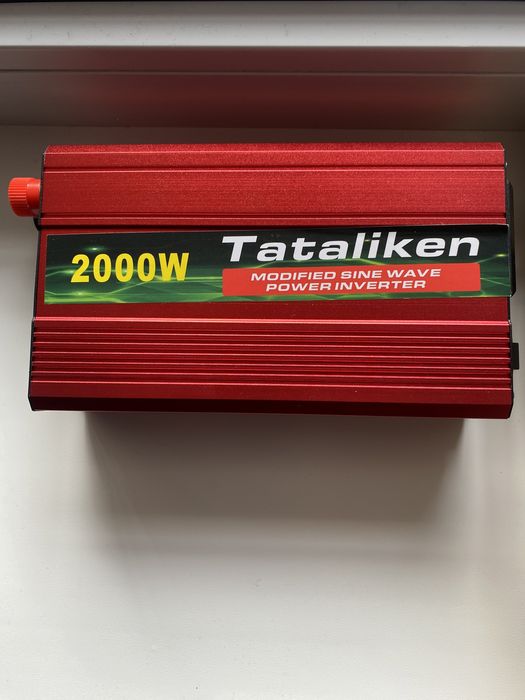 2000W
Tataliken
MODIFIED SINE WAVE
POWER INVERTER